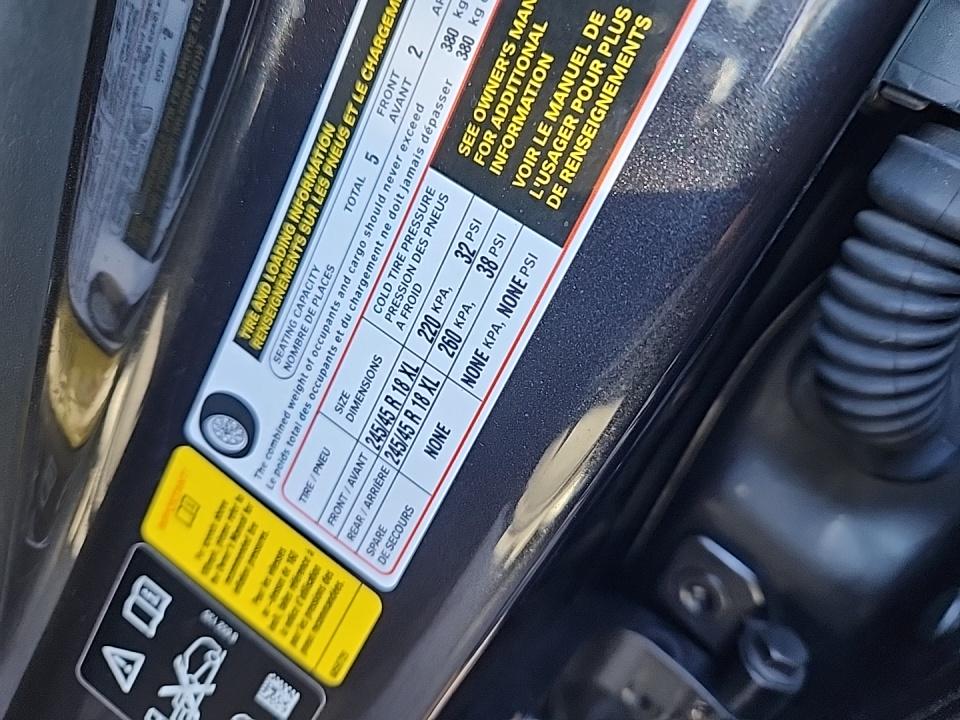 TIRE AND LOADING INFORMATION
RENSEIGNEMENTS SUR LES PNEUS ET LE CHARGEM
SEATING CAPACITY
NOMBRE DE PLACES
TOTAL 5
FRONT
AVANT 2
The combined weight of occupants and cargo should never exceed 380 kg
Le poids total des occupants et du chargement ne doit jamais dépasser 380 kg
TIRE / PNEU
SIZE
DIMENSIONS
COLD TIRE PRESSURE
PRESSION DES PNEUS
À FROID
FRONT / AVANT 245/45 R 18 XL 220 KPA, 32 PSI
REAR / ARRIÈRE 245/45 R 18 XL 260 KPA, 38 PSI
SPARE
DE SECOURS
NONE NONE KPA, NONE PSI
SEE OWNER'S MAN
FOR ADDITIONAL
INFORMATION
VOIR LE MANUEL DE
L'USAGER POUR PLUS
DE RENSEIGNEMENTS